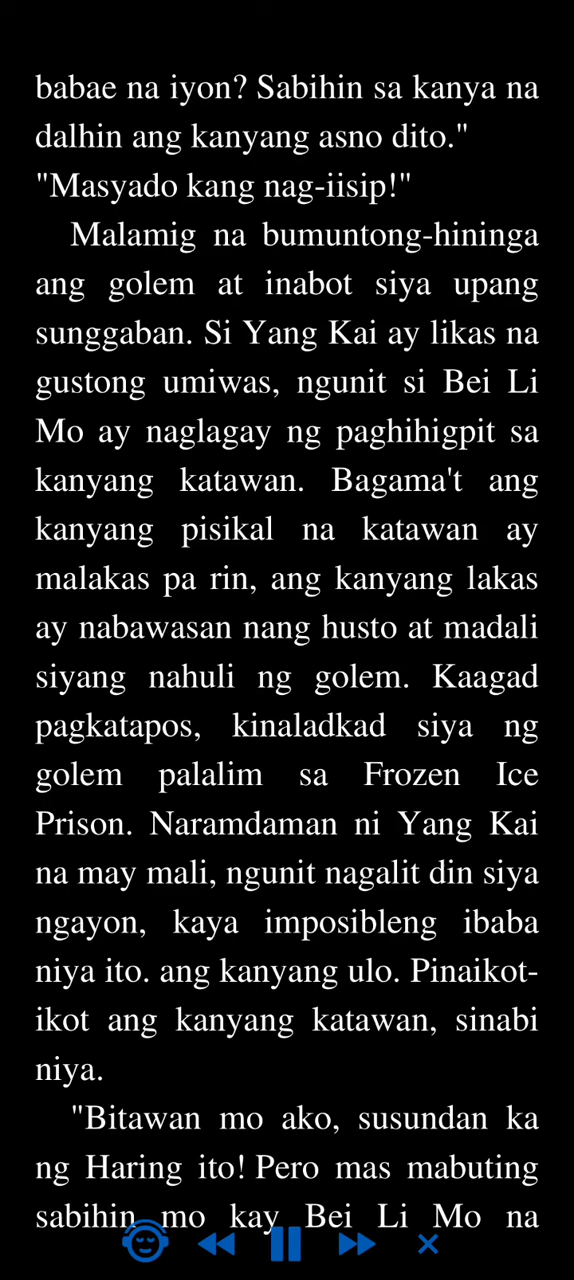 babae na iyon? Sabihin sa kanya na
dalhin ang kanyang asno dito."
"Masyado kang nag-iisip!"
Malamig na bumuntong-hininga
ang golem at inabot siya upang
sunggaban. Si Yang Kai ay likas na
gustong umiwas, ngunit si Bei Li
Mo ay naglagay ng paghihigpit sa
kanyang katawan. Bagama't ang
kanyang pisikal na katawan ay
malakas pa rin, ang kanyang lakas
ay nabawasan nang husto at madali
siyang nahuli ng golem. Kaagad
pagkatapos, kinaladkad siya ng
golem palalim sa Frozen Ice
Prison. Naramdaman ni Yang Kai
na may mali, ngunit nagalit din siya
ngayon, kaya imposibleng ibaba
niya ito. ang kanyang ulo. Pinaikot-
ikot ang kanyang katawan, sinabi
niya.
"Bitawan mo ako, susundan ka
ng Haring ito! Pero mas mabuting
sabihin mo kay Bei Li Mo na